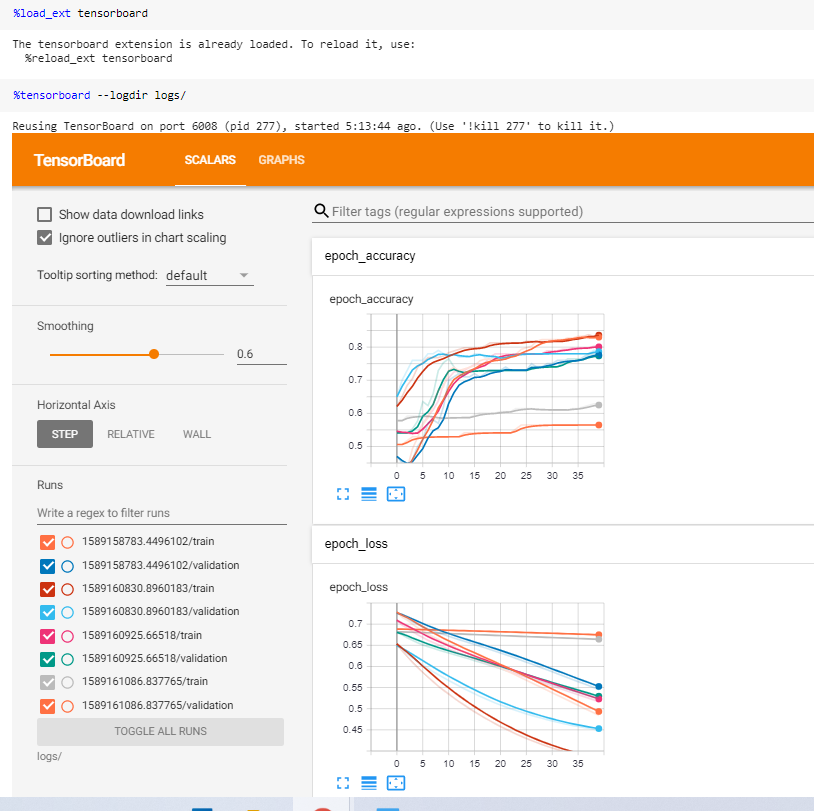 %load_ext tensorboard
The tensorboard extension is already loaded. To reload it, use:
%reload_ext tensorboard
%tensorboard --logdir logs/
Reusing TensorBoard on port 6008 (pid 277), started 5:13:44 ago. (Use '!kill 277' to kill it.)
TensorBoard SCALARS GRAPHS
Show data download links
Ignore outliers in chart scaling
Tooltip sorting method: default
Smoothing
0.6
Horizontal Axis
STEP RELATIVE WALL
Runs
Write a regex to filter runs
1589158783.4496102/train
1589158783.4496102/validation
1589160830.8960183/train
1589160830.8960183/validation
1589160925.66518/train
1589160925.66518/validation
1589161086.837765/train
1589161086.837765/validation
TOGGLE ALL RUNS
logs/
Filter tags (regular expressions supported)
epoch_accuracy
epoch_accuracy
0.8
0.7
0.6
0.5
0 5 10 15 20 25 30 35
epoch_loss
epoch_loss
0.7
0.65
0.6
0.55
0.5
0.45
0 5 10 15 20 25 30 35